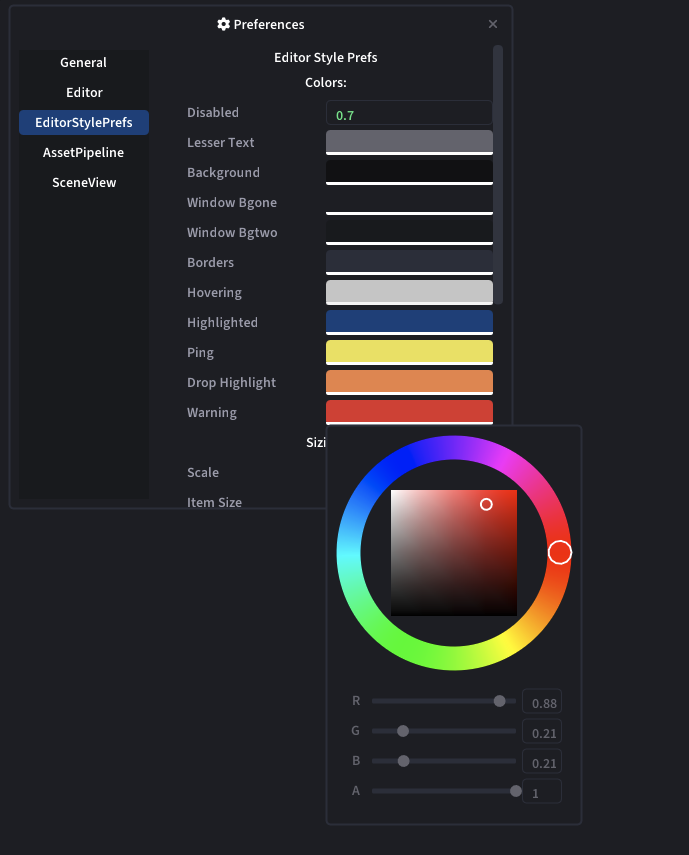 Preferences
General
Editor
EditorStylePrefs
AssetPipeline
SceneView
Editor Style Prefs
Colors:
Disabled 0.7
Lesser Text
Background
Window Bgone
Window Bgtwo
Borders
Hovering
Highlighted
Ping
Drop Highlight
Warning
Sizi
Scale
Item Size
R 0.88
G 0.21
B 0.21
A 1